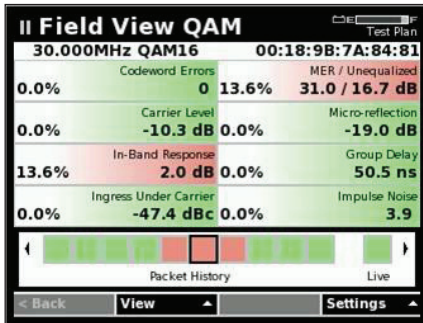 Field View QAM
E F
Test Plan
30.000MHz QAM16 00:18:9B:7A:84:81
Codeword Errors MER / Unequalized
0.0% 0 13.6% 31.0 / 16.7 dB
Carrier Level Micro-reflection
0.0% -10.3 dB 0.0% -19.0 dB
In-Band Response Group Delay
13.6% 2.0 dB 0.0% 50.5 ns
Ingress Under Carrier Impulse Noise
0.0% -47.4 dBc 0.0% 3.9
Packet History Live
< Back View Settings